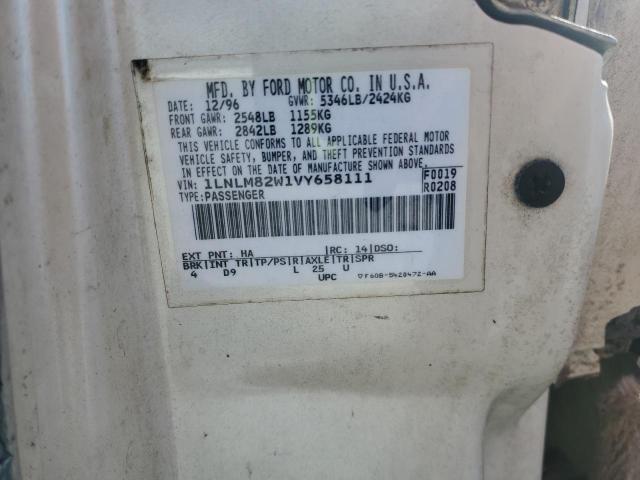 MFD. BY FORD MOTOR CO. IN U.S.A.
DATE: 12/96 GVWR: 5346LB/2424KG
FRONT GAWR: 2548LB 1155KG
REAR GAWR: 2842LB 1289KG
THIS VEHICLE CONFORMS TO ALL APPLICABLE FEDERAL MOTOR
VEHICLE SAFETY, BUMPER, AND THEFT PREVENTION STANDARDS
IN EFFECT ON THE DATE OF MANUFACTURE SHOWN ABOVE.
VIN: 1LNLM82W1VY658111 F0019
TYPE: PASSENGER R0208
EXT PNT: HA |RC: 14|DSO:
BRK|INT TR|TP/PS|R|AXLE|TR|SPR
4 D9 L 25 U
UPC ▽F6DB-5420472-AA